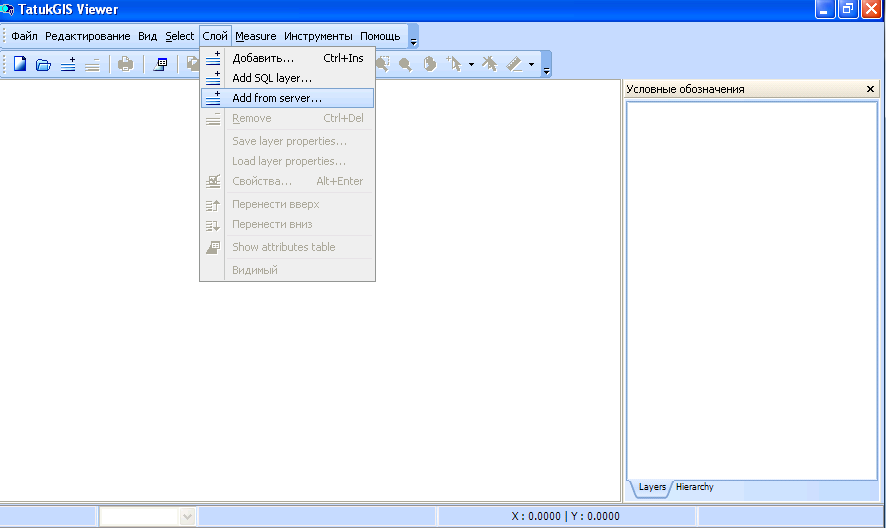 TatukGIS Viewer
Файл Редактирование Вид Select Слой Measure Инструменты Помощь
Добавить... Ctrl+Ins
Add SQL layer...
Add from server...
Remove Ctrl+Del
Save layer properties...
Load layer properties...
Свойства... Alt+Enter
Перенести вверх
Перенести вниз
Show attributes table
Видимый
Условные обозначения
Layers Hierarchy
X : 0.0000 | Y : 0.0000